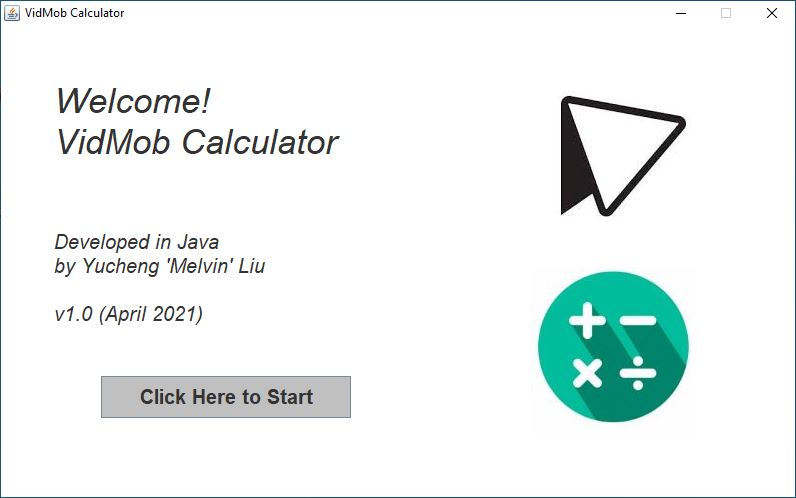 VidMob Calculator
Welcome!
VidMob Calculator
Developed in Java
by Yucheng 'Melvin' Liu
v1.0 (April 2021)
Click Here to Start